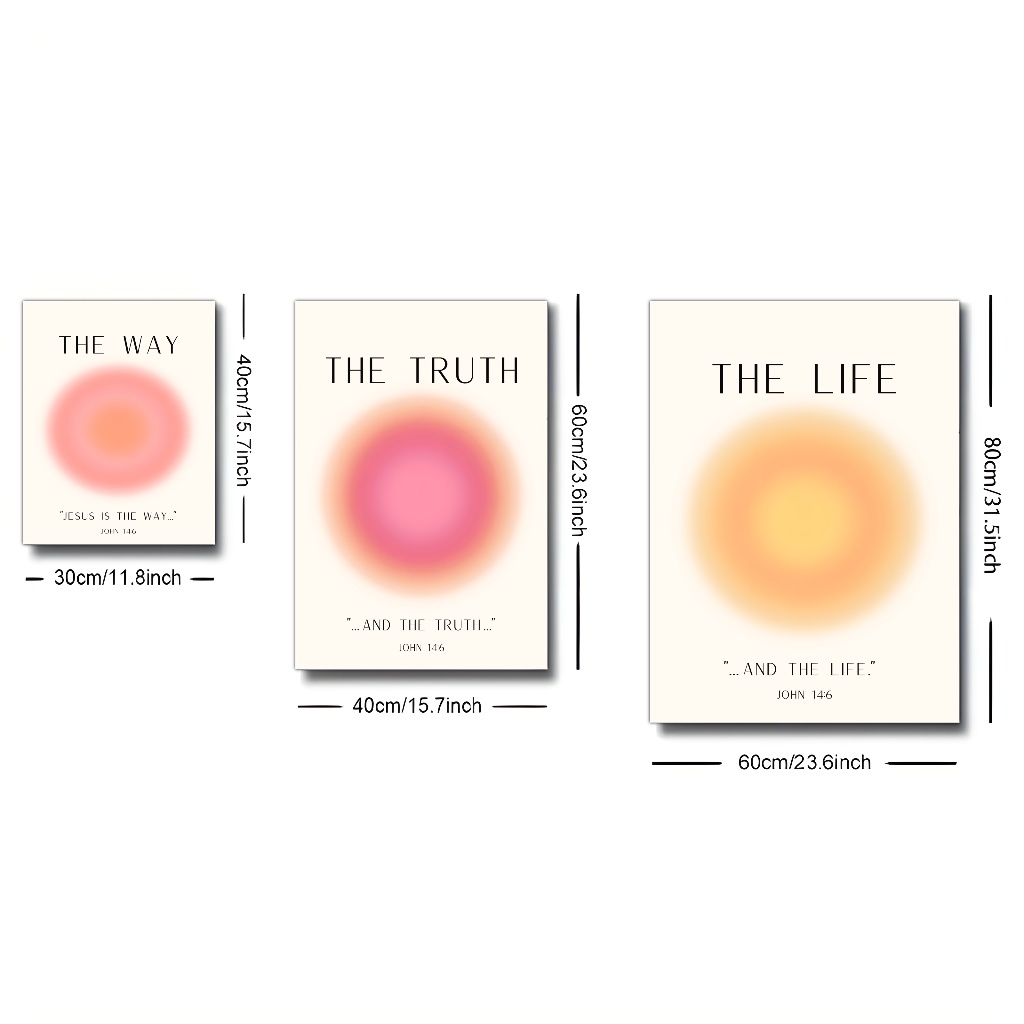 THE WAY
"JESUS IS THE WAY..."
JOHN 14:6
40cm/15.7inch
30cm/11.8inch
THE TRUTH
"...AND THE TRUTH..."
JOHN 14:6
60cm/23.6inch
40cm/15.7inch
THE LIFE
"...AND THE LIFE."
JOHN 14:6
80cm/31.5inch
60cm/23.6inch